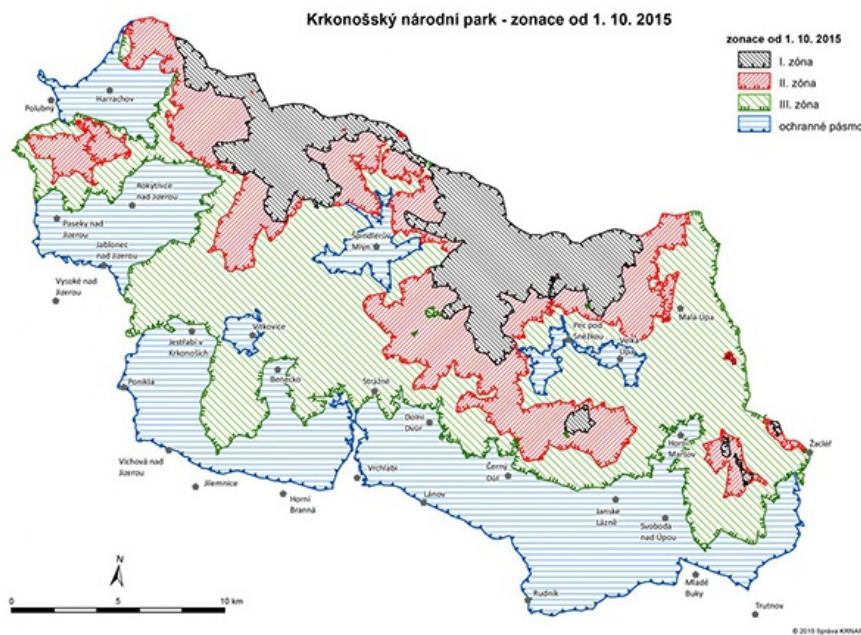 Krkonošský národní park - zonace od 1. 10. 2015
zonace od 1. 10. 2015
I. zóna
II. zóna
III. zóna
ochranné pásmo
Polubný
Harrachov
Rokytnice
nad Jizerou
Paseky nad
Jizerou
Jablonec
nad Jizerou
Vysoké nad
Jizerou
Špindlerův
Mlýn
Malá Úpa
Pec pod
Sněžkou
Velká
Úpa
Vítkovice
Jestřabí v
Krkonoších
Benecko
Strážné
Poniklá
Dolní
Dvůr
Horní
Maršov
Žacléř
Víchová nad
Jizerou
Vrchlabí
Černý
Důl
Jilemnice
Horní
Branná
Lánov
Janské
Lázně
Svoboda
nad Úpou
Mladé
Buky
Rudník
Trutnov
N
0 5 10 km
© 2015 Správa KRNAP